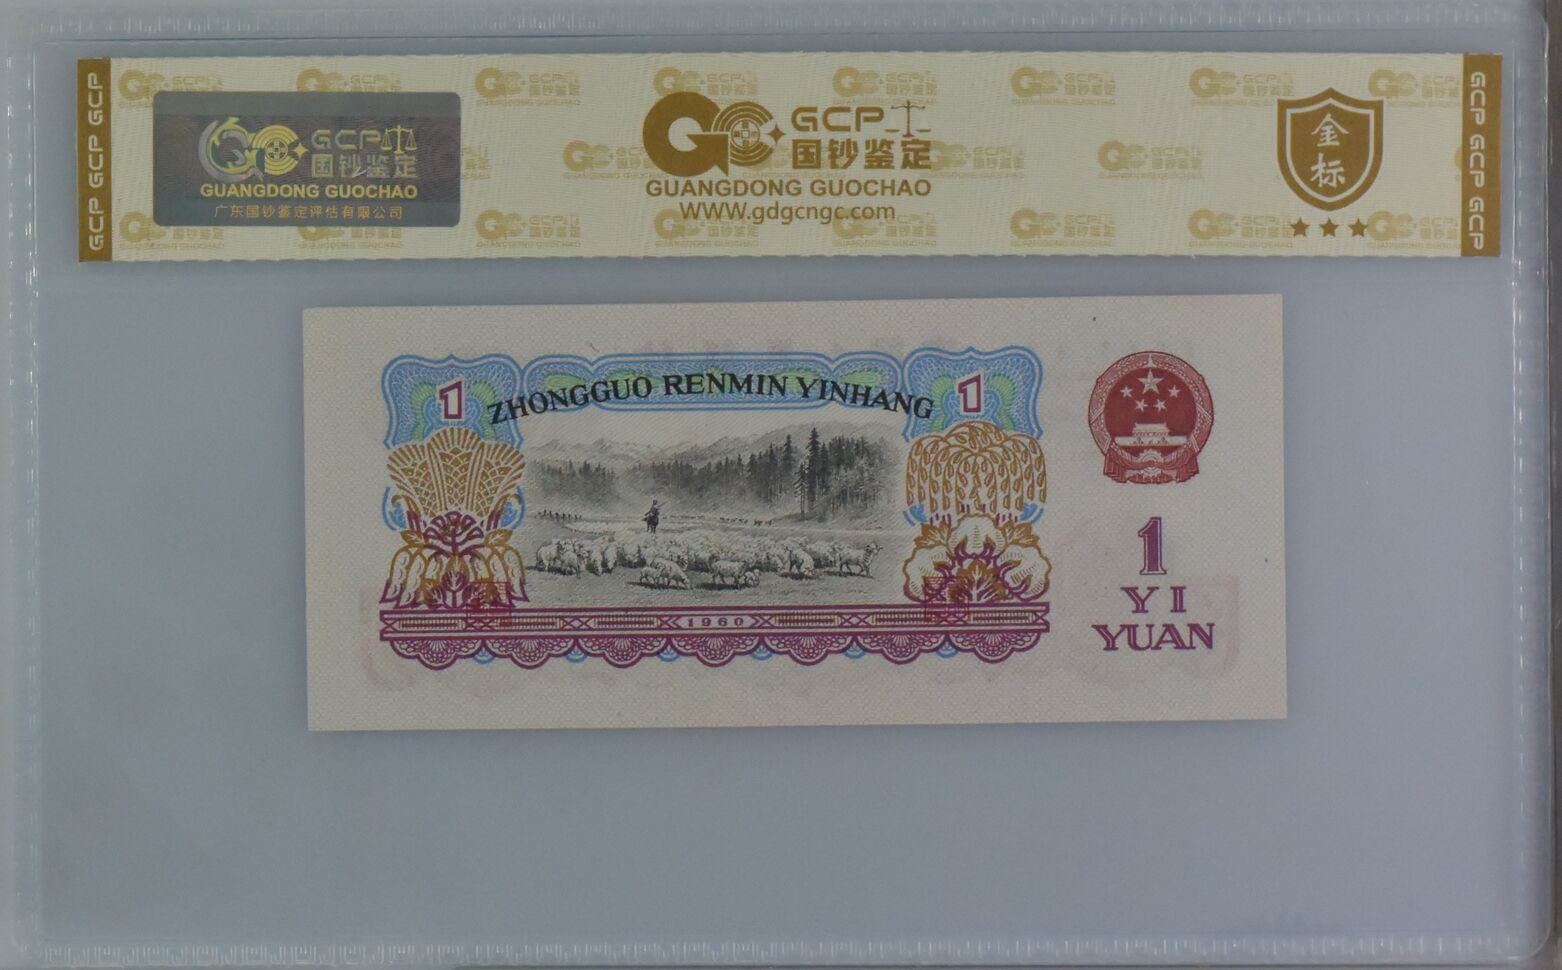 GCP GCP GCP
GCP
国钞鉴定
GUANGDONG GUOCHAO
广东国钞鉴定评估有限公司
GCP
国钞鉴定
GUANGDONG GUOCHAO
WWW.gdgcngc.com
金标
GCP GCP GCP
1
ZHONGGUO RENMIN YINHANG
1
1960
1
YI
YUAN